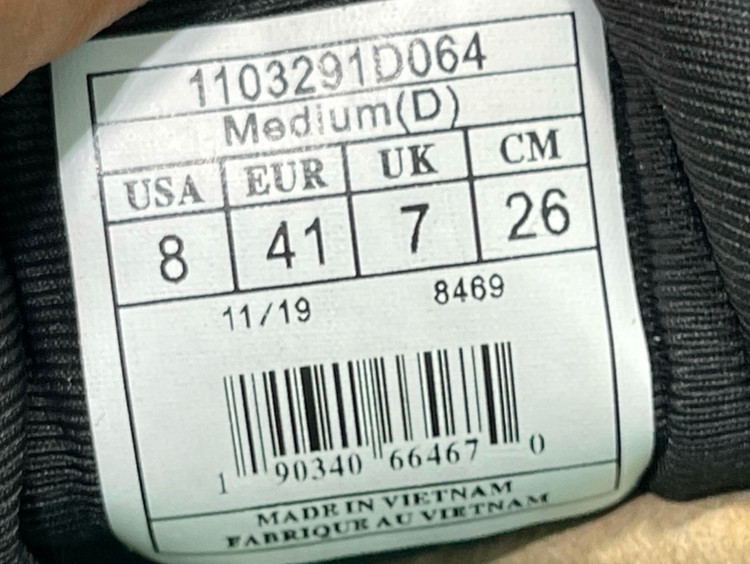 1103291D064
Medium(D)
USA EUR UK CM
8 41 7 26
11/19 8469
1 90340 66467 0
MADE IN VIETNAM
FABRIQUE AU VIETNAM